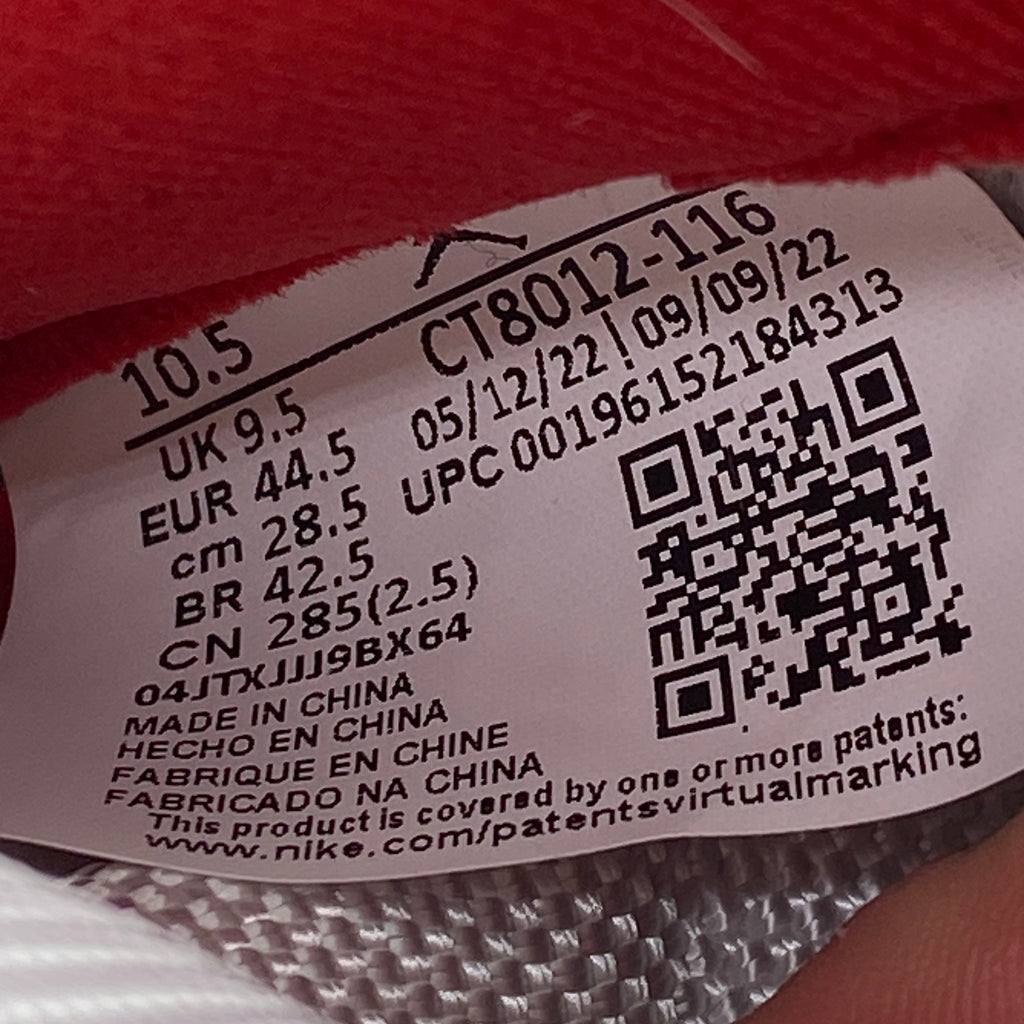 10.5
CT8012-116
UK 9.5
05/12/22|09/09/22
EUR 44.5
UPC 00196152184313
cm 28.5
BR 42.5
CN 285(2.5)
04JTXJJJ9BX64
MADE IN CHINA
HECHO EN CHINA
FABRIQUE EN CHINE
FABRICADO NA CHINA
This product is covered by one or more patents:
www.nike.com/patentsvirtualmarking